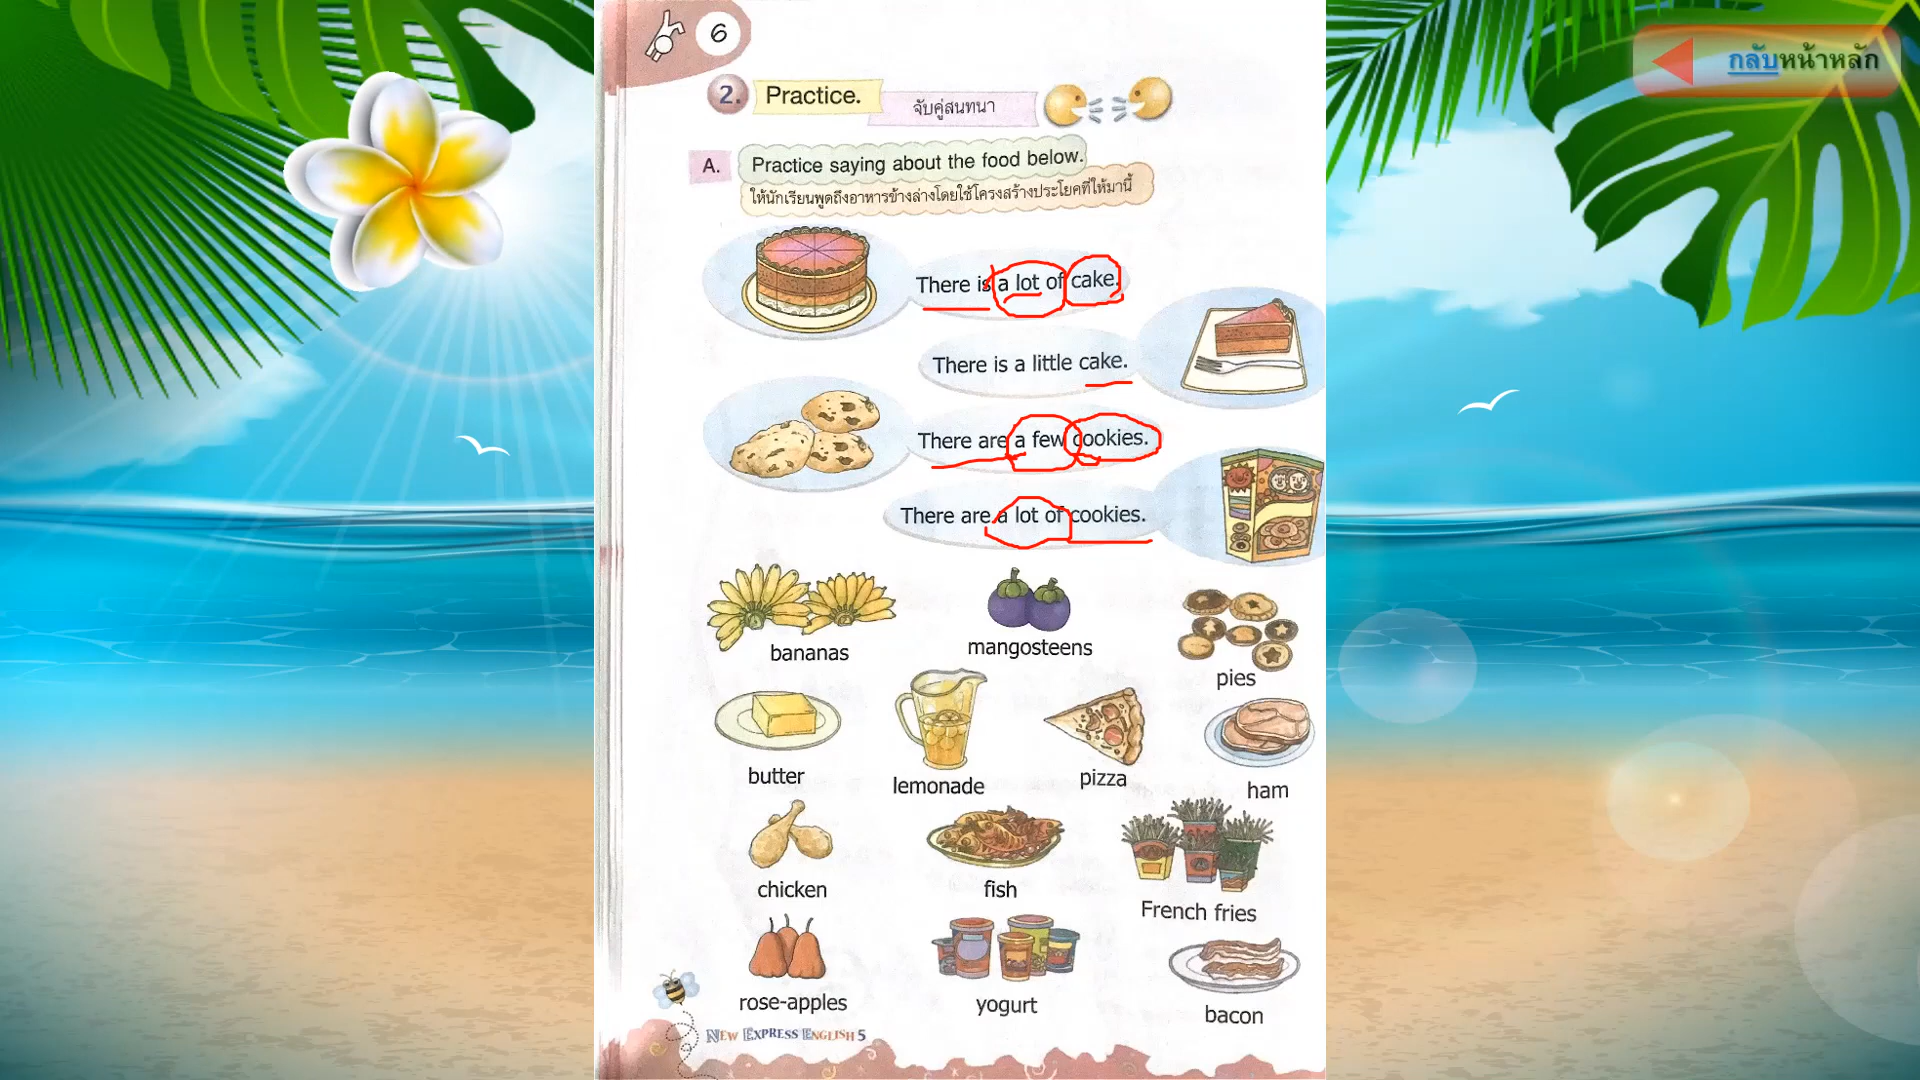 6
กลับหน้าหลัก
2. Practice.
จับคู่สนทนา
A. Practice saying about the food below.
ให้นักเรียนพูดถึงอาหารข้างล่างโดยใช้โครงสร้างประโยคที่ให้มานี้
There is a lot of cake.
There is a little cake.
There are a few cookies.
There are a lot of cookies.
bananas
mangosteens
pies
butter
lemonade
pizza
ham
chicken
fish
French fries
rose-apples
yogurt
bacon
NEW EXPRESS ENGLISH 5